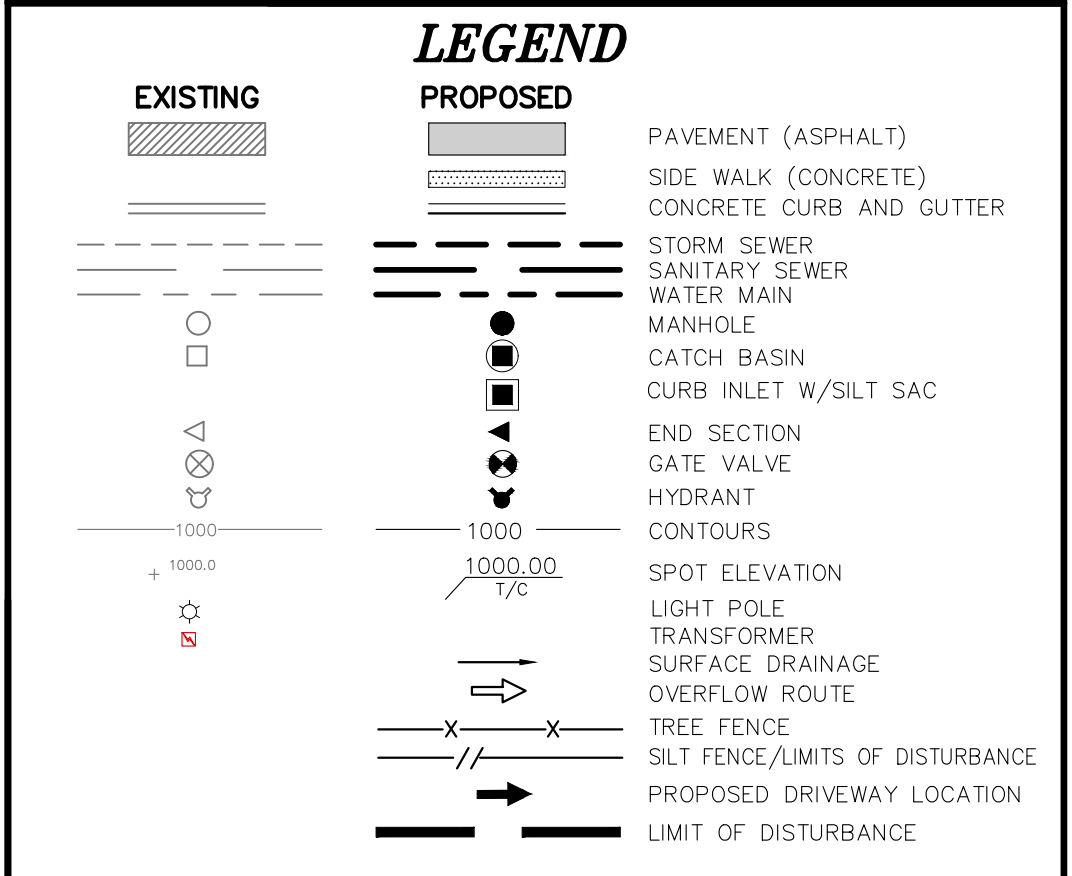 LEGEND
EXISTING PROPOSED
PAVEMENT (ASPHALT)
SIDE WALK (CONCRETE)
CONCRETE CURB AND GUTTER
STORM SEWER
SANITARY SEWER
WATER MAIN
MANHOLE
CATCH BASIN
CURB INLET W/SILT SAC
END SECTION
GATE VALVE
HYDRANT
1000 1000 CONTOURS
1000.0 1000.00 SPOT ELEVATION
T/C
LIGHT POLE
TRANSFORMER
SURFACE DRAINAGE
OVERFLOW ROUTE
X X TREE FENCE
// SILT FENCE/LIMITS OF DISTURBANCE
PROPOSED DRIVEWAY LOCATION
LIMIT OF DISTURBANCE